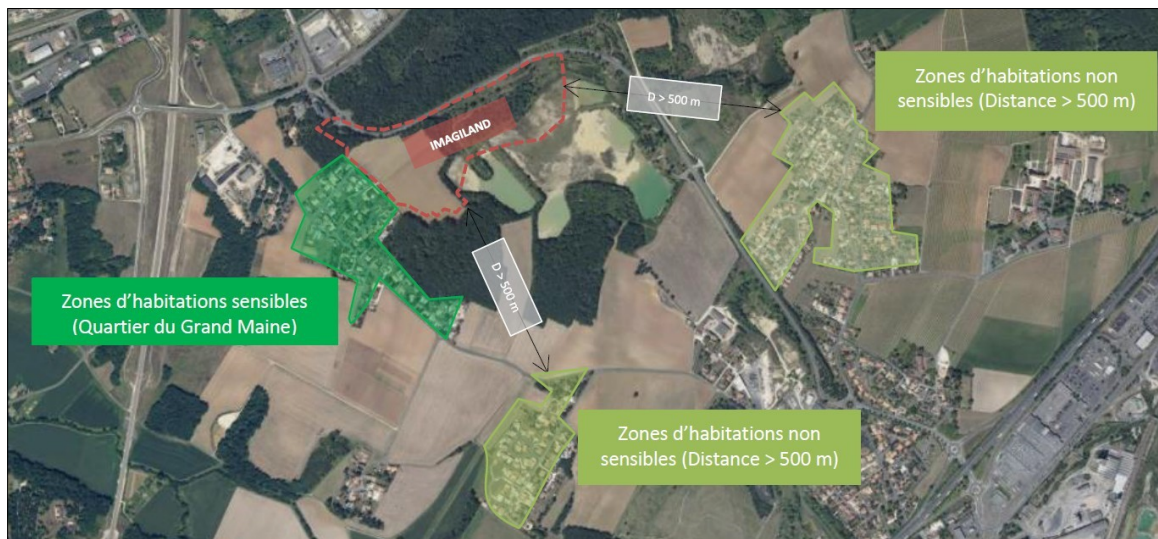 Zones d'habitations non
sensibles (Distance > 500 m)
D > 500 m
IMAGILAND
D > 500 m
Zones d'habitations sensibles
(Quartier du Grand Maine)
Zones d'habitations non
sensibles (Distance > 500 m)